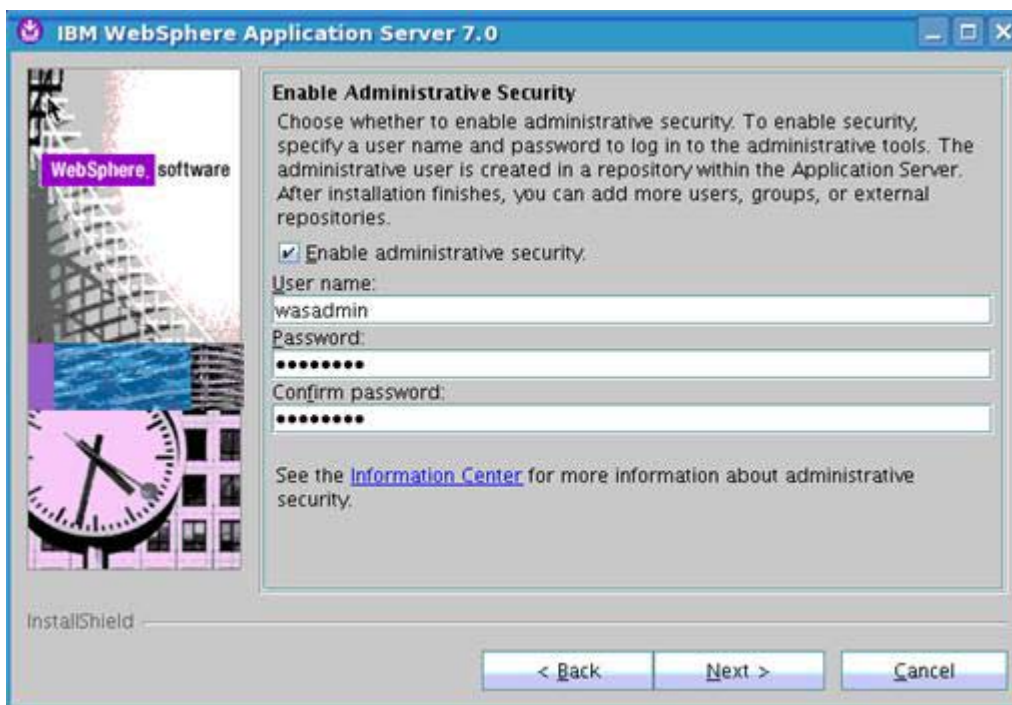 IBM WebSphere Application Server 7.0
WebSphere. software
Enable Administrative Security
Choose whether to enable administrative security. To enable security,
specify a user name and password to log in to the administrative tools. The
administrative user is created in a repository within the Application Server.
After installation finishes, you can add more users, groups, or external
repositories.
Enable administrative security.
User name:
wasadmin
Password:
••••••••
Confirm password:
••••••••
See the Information Center for more information about administrative
security.
InstallShield
< Back
Next >
Cancel